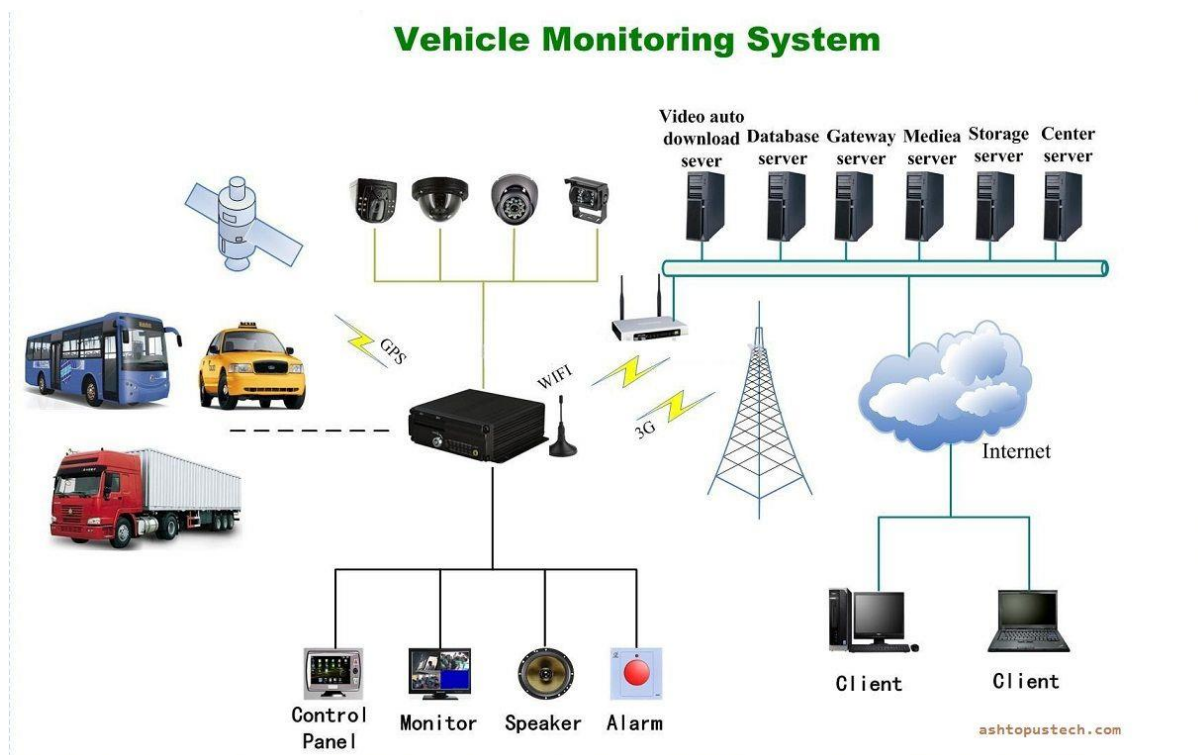 Vehicle Monitoring System
Video auto
download
sever
Database
server
Gateway
server
Mediea
server
Storage
server
Center
server
GPS
WIFI
3G
Internet
Control
Panel
Monitor
Speaker
Alarm
Client
Client
ashtopustech.com